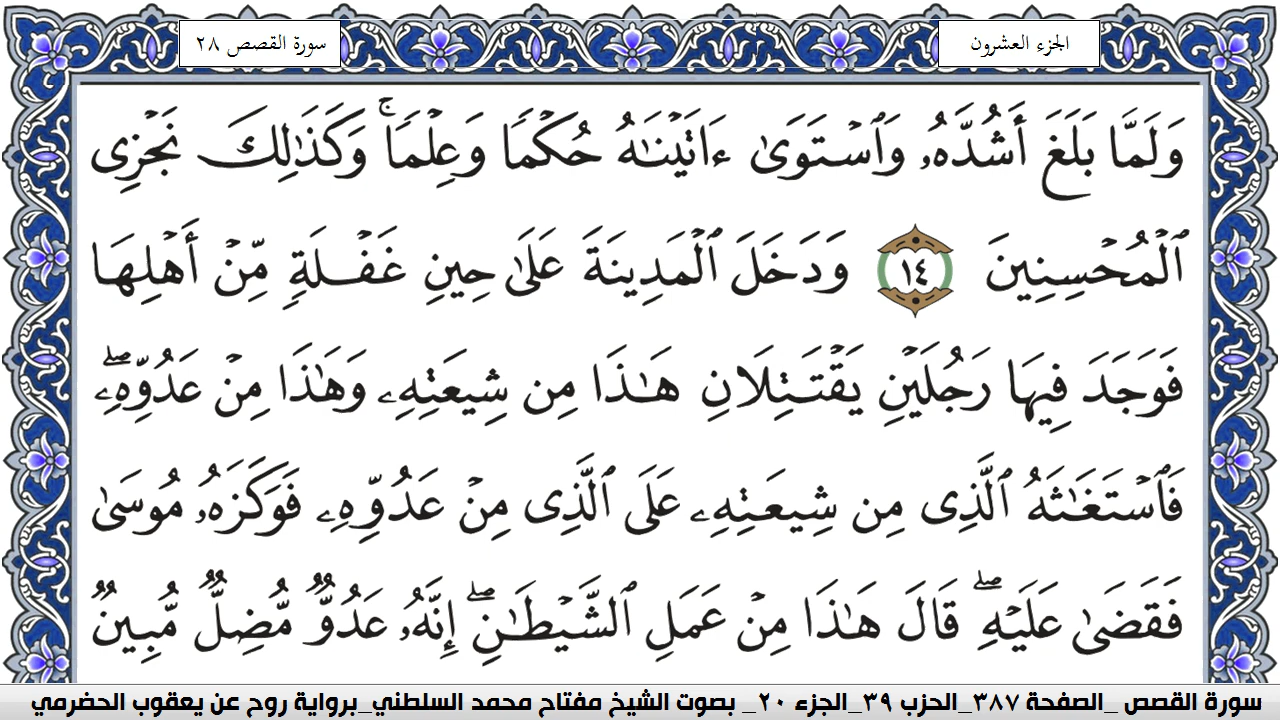 سورة القصص ٢٨
الجزء العشرون
وَلَمَّا بَلَغَ أَشُدَّهُۥ وَٱسْتَوَىٰ ءَاتَيْنَٰهُ حُكْمًا وَعِلْمًا ۚ وَكَذَٰلِكَ نَجْزِى
ٱلْمُحْسِنِينَ ١٤ وَدَخَلَ ٱلْمَدِينَةَ عَلَىٰ حِينِ غَفْلَةٍ مِّنْ أَهْلِهَا
فَوَجَدَ فِيهَا رَجُلَيْنِ يَقْتَتِلَانِ هَٰذَا مِن شِيعَتِهِۦ وَهَٰذَا مِنْ عَدُوِّهِۦ ۖ
فَٱسْتَغَٰثَهُ ٱلَّذِى مِن شِيعَتِهِۦ عَلَى ٱلَّذِى مِنْ عَدُوِّهِۦ فَوَكَزَهُۥ مُوسَىٰ
فَقَضَىٰ عَلَيْهِ ۖ قَالَ هَٰذَا مِنْ عَمَلِ ٱلشَّيْطَٰنِ ۖ إِنَّهُۥ عَدُوٌّ مُّضِلٌّ مُّبِينٌ
سورة القصص _الصفحة ٣٨٧_الحزب ٣٩_الجزء ٢٠_ بصوت الشيخ مفتاح محمد السلطني_برواية روح عن يعقوب الحضرمي